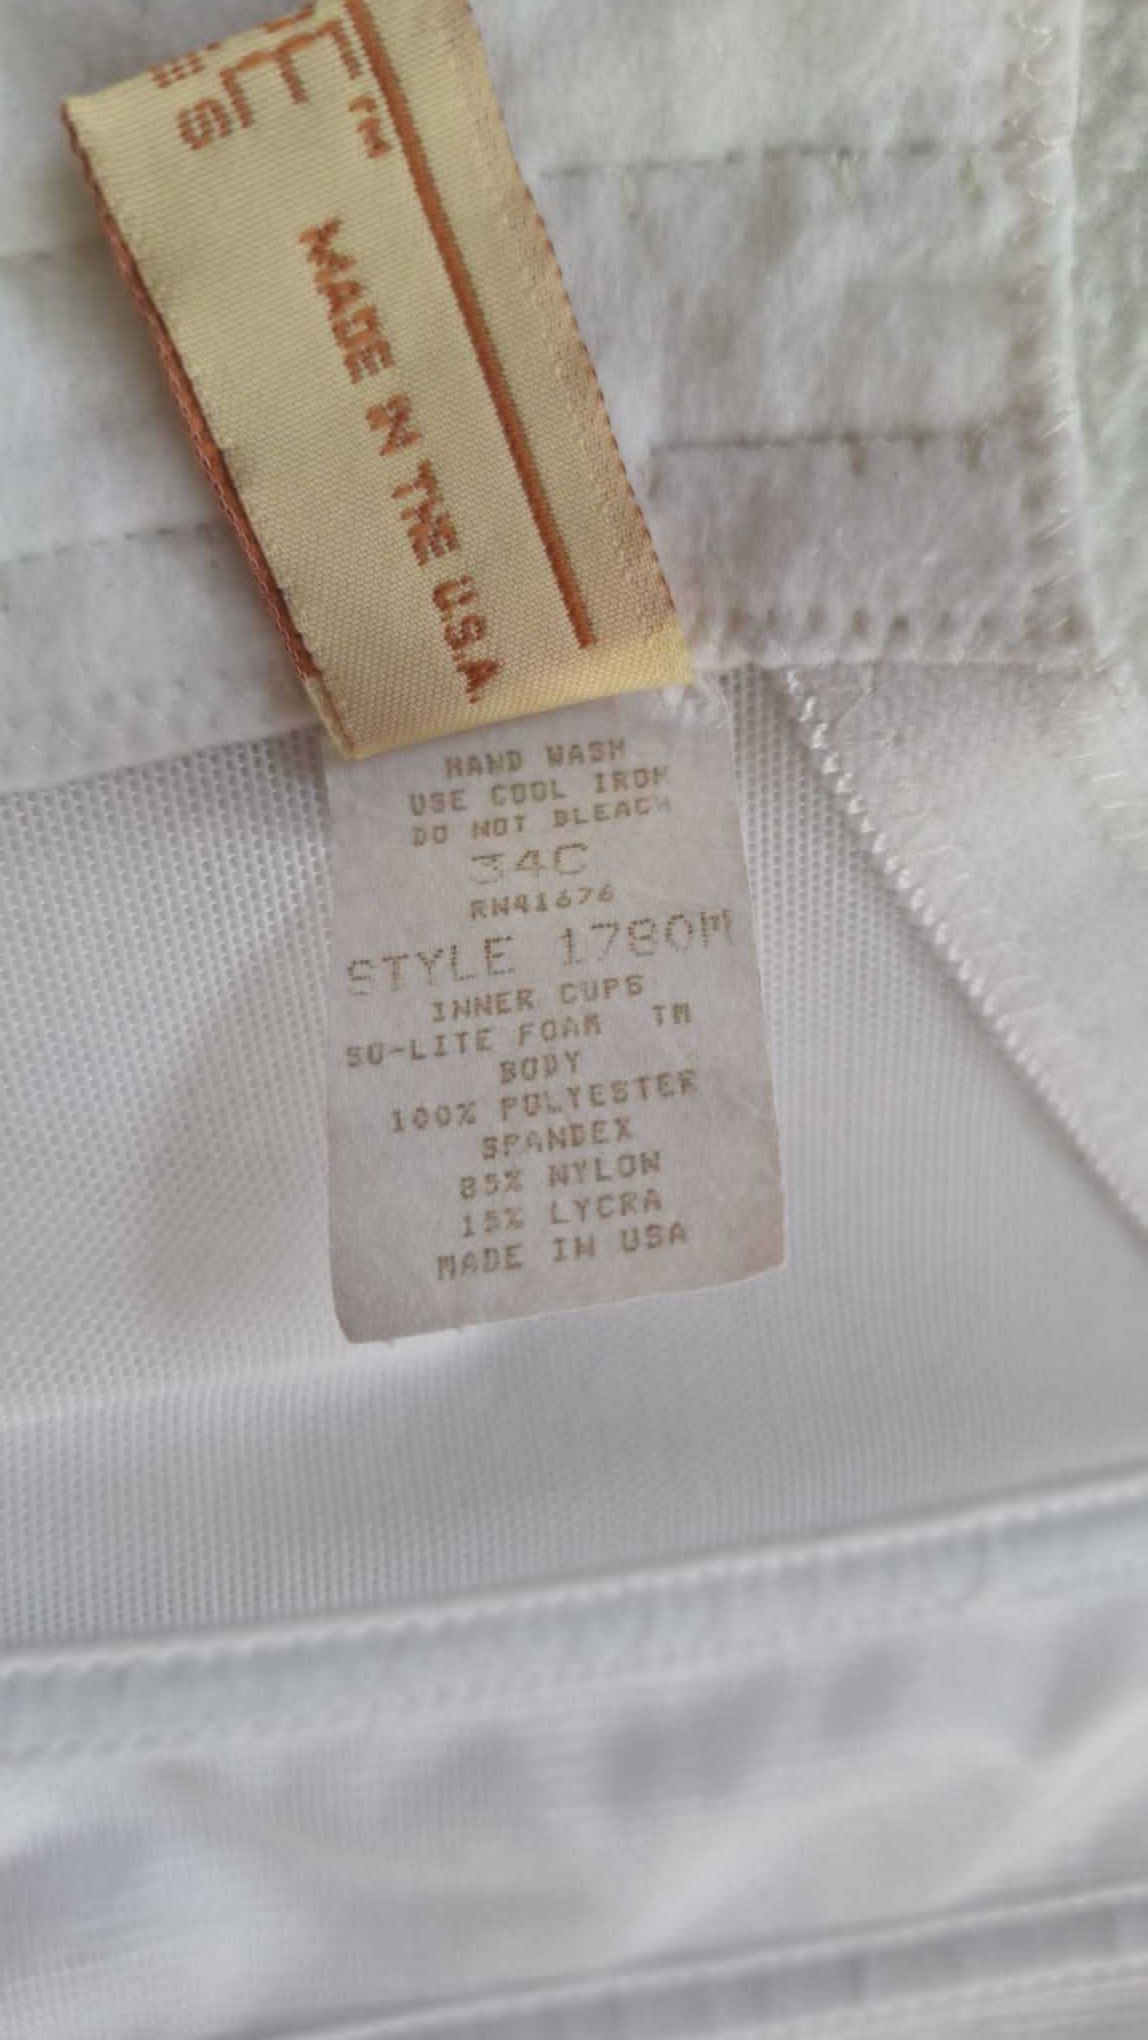 MADE IN THE U.S.A.
HAND WASH
USE COOL IRON
DO NOT BLEACH
34C
RN41676
STYLE 1780M
INNER CUPS
SO-LITE FOAM TM
BODY
100% POLYESTER
SPANDEX
85% NYLON
15% LYCRA
MADE IN USA